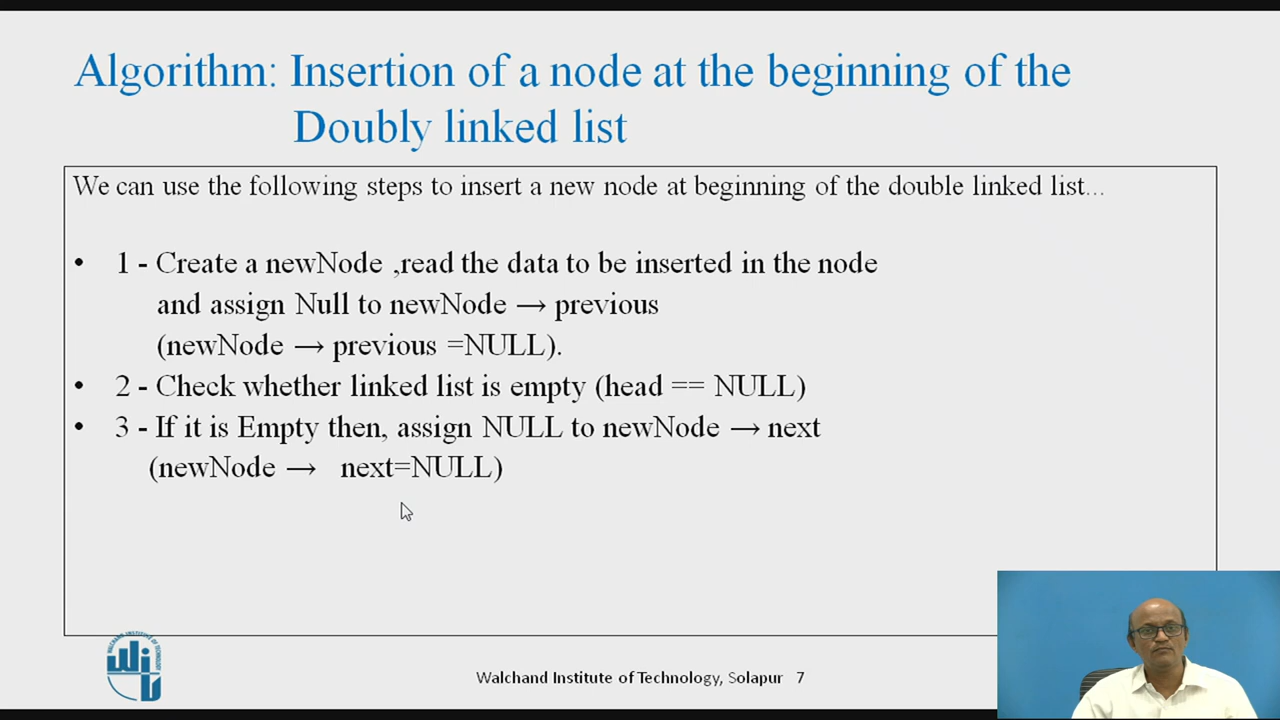 Algorithm: Insertion of a node at the beginning of the
Doubly linked list
We can use the following steps to insert a new node at beginning of the double linked list...
• 1 - Create a newNode ,read the data to be inserted in the node
and assign Null to newNode → previous
(newNode → previous =NULL).
• 2 - Check whether linked list is empty (head == NULL)
• 3 - If it is Empty then, assign NULL to newNode → next
(newNode → next=NULL)
WALCHAND INSTITUTE OF TECHNOLOGY
Walchand Institute of Technology, Solapur 7